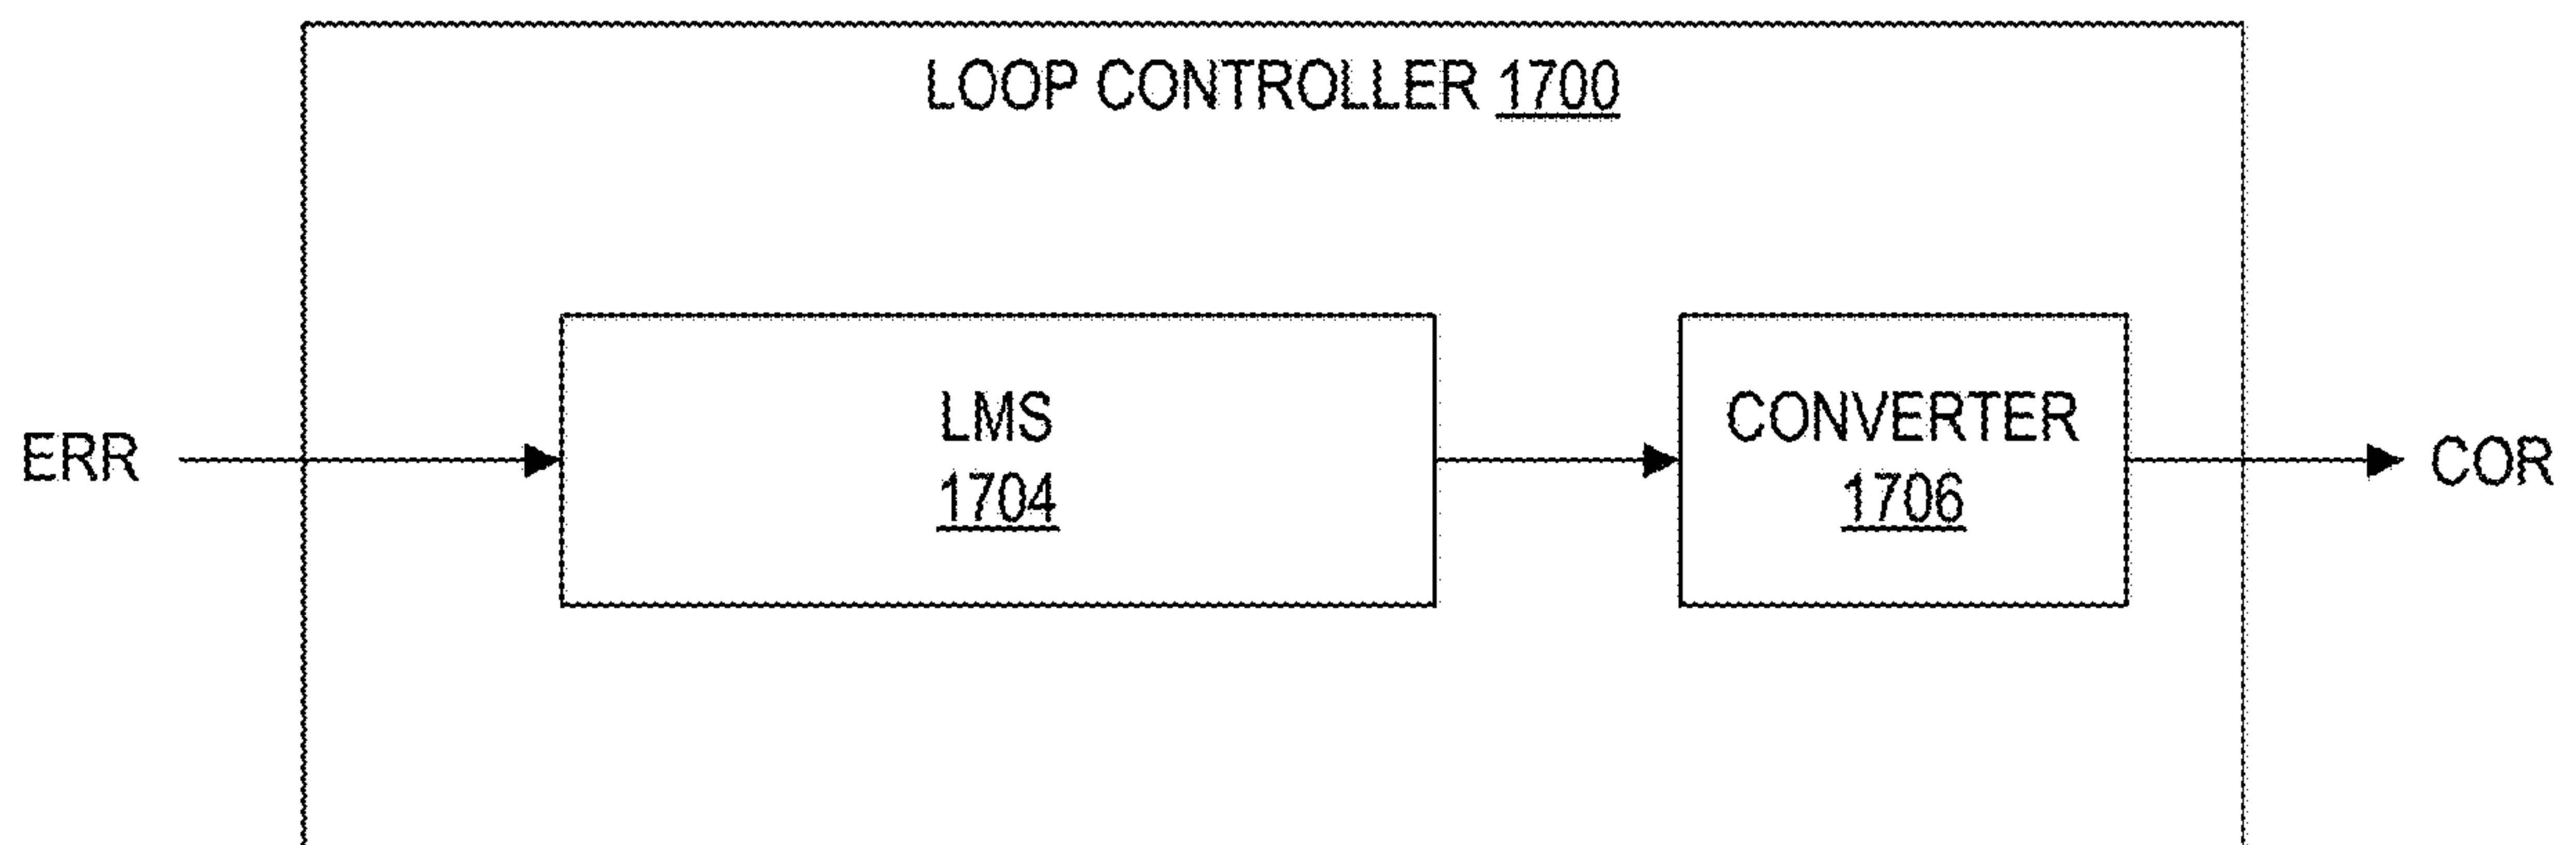 LOOP CONTROLLER 1700
ERR
LMS
1704
CONVERTER
1706
COR